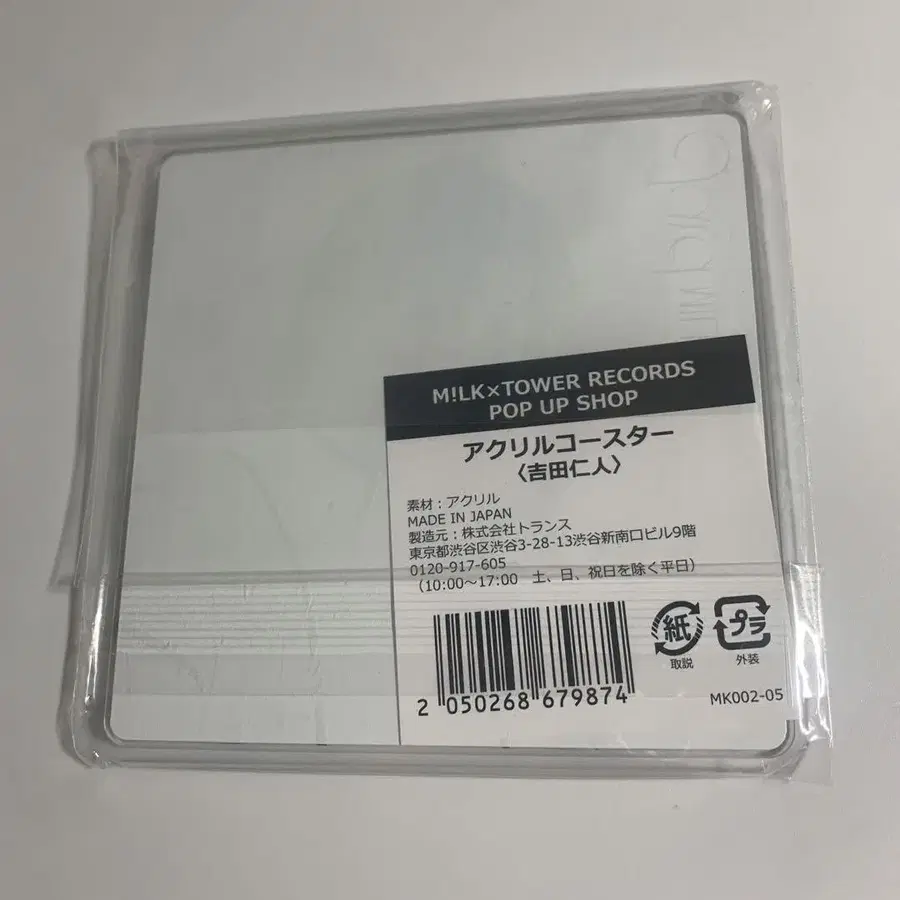 M!LK×TOWER RECORDS
POP UP SHOP
アクリルコースター
〈吉田仁人〉
素材：アクリル
MADE IN JAPAN
製造元：株式会社トランス
東京都渋谷区渋谷3-28-13渋谷新南口ビル9階
0120-917-605
（10:00～17:00　土、日、祝日を除く平日）
紙
取説
プラ
外装
2 050268 679874
MK002-05